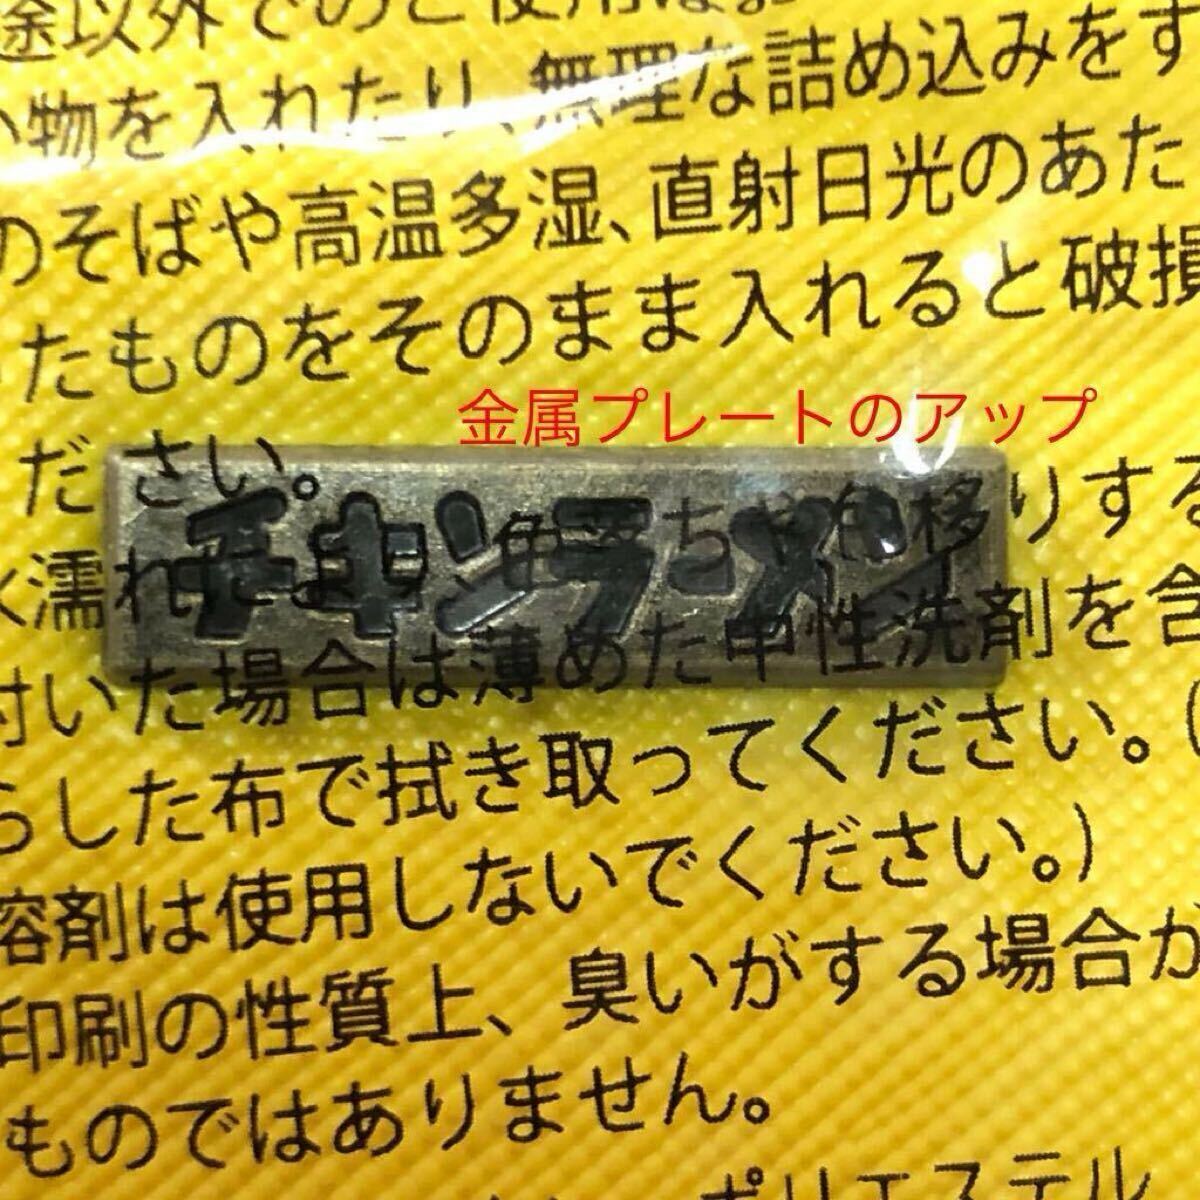 途以外でのご使用はお
い物を入れたり、無理な詰め込みをす
のそばや高温多湿、直射日光のあた
たものをそのまま入れると破損
金属プレートのアップ
ださい。
チキンラーメン
色落ちや色移りする
水濡れ
付いた場合は薄めた中性洗剤を含
らした布で拭き取ってください。(
溶剤は使用しないでください。)
印刷の性質上、臭いがする場合が
ものではありません。
ポリエステル